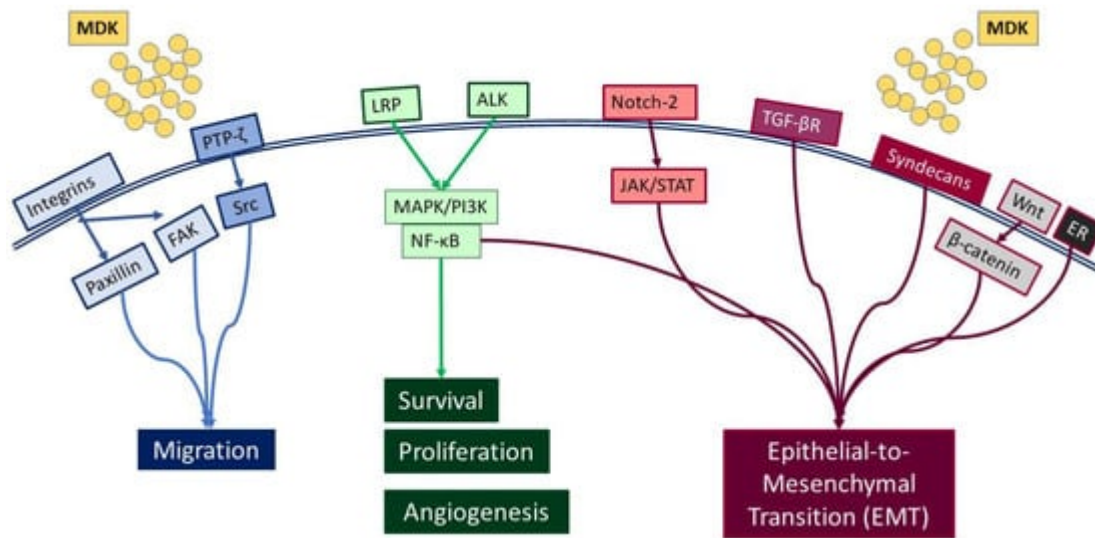 MDK
MDK
LRP
ALK
Notch-2
TGF-βR
PTP-ζ
Syndecans
Integrins
Src
MAPK/PI3K
JAK/STAT
Wnt
ER
FAK
NF-κB
β-catenin
Paxillin
Survival
Migration
Proliferation
Angiogenesis
Epithelial-to-
Mesenchymal
Transition (EMT)